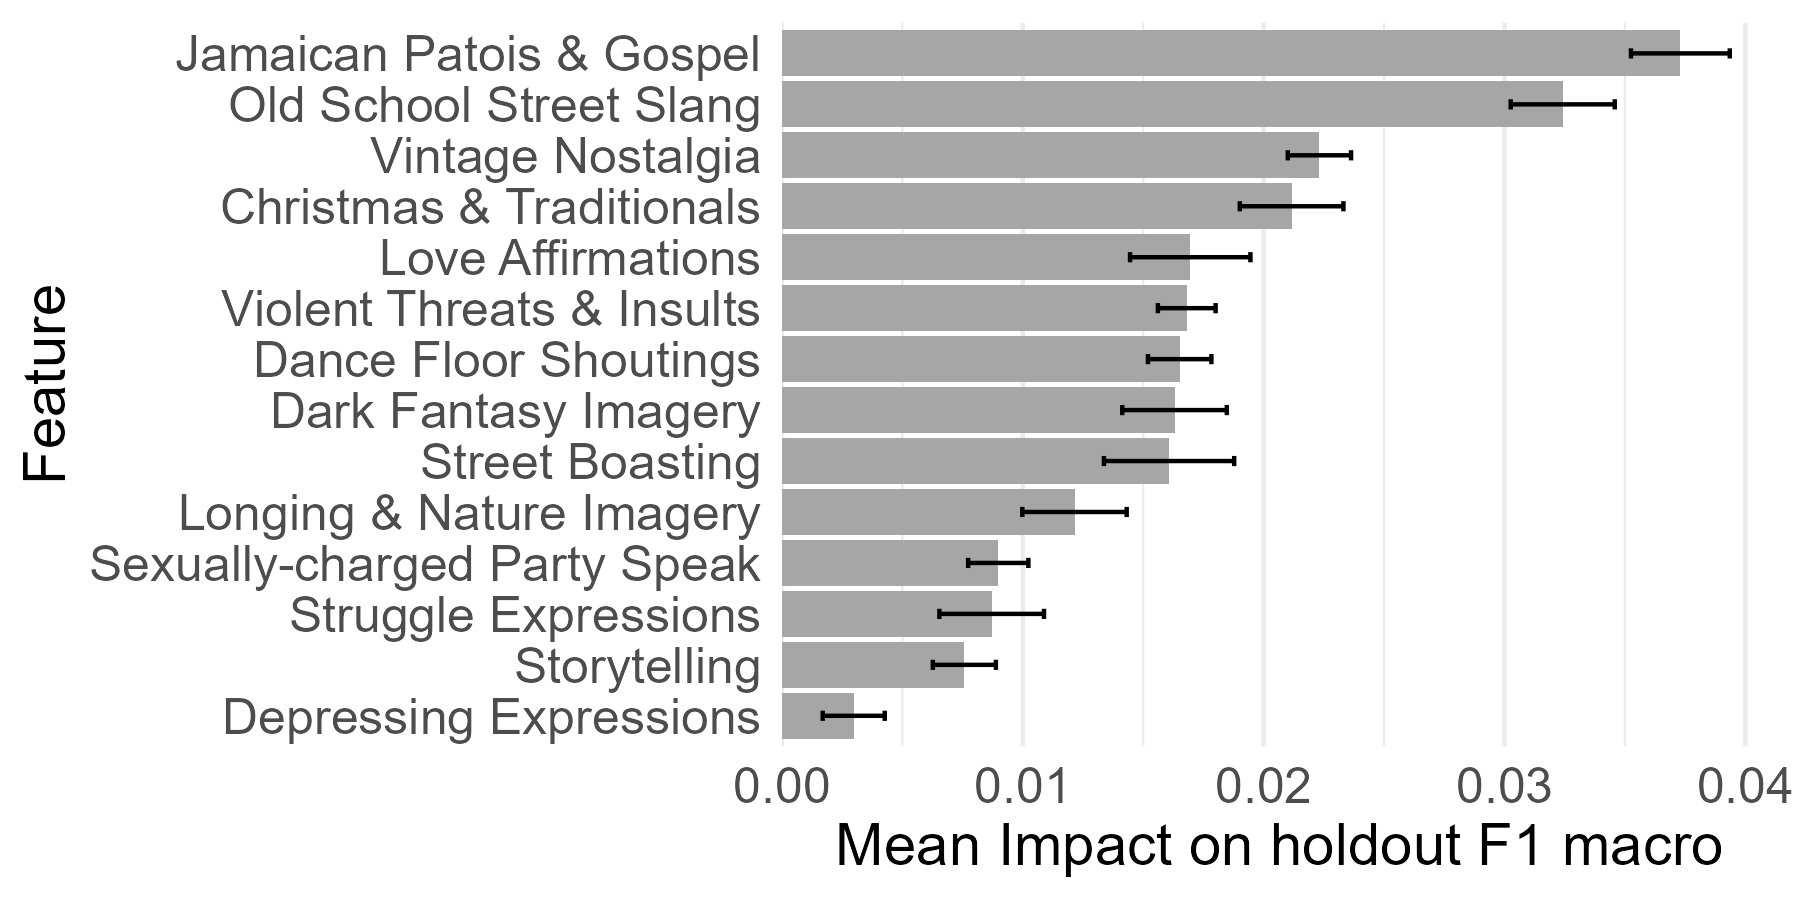 Jamaican Patois & Gospel
Old School Street Slang
Vintage Nostalgia
Christmas & Traditionals
Love Affirmations
Violent Threats & Insults
Dance Floor Shoutings
Dark Fantasy Imagery
Street Boasting
Longing & Nature Imagery
Sexually-charged Party Speak
Struggle Expressions
Storytelling
Depressing Expressions
Feature
0.00 0.01 0.02 0.03 0.04
Mean Impact on holdout F1 macro